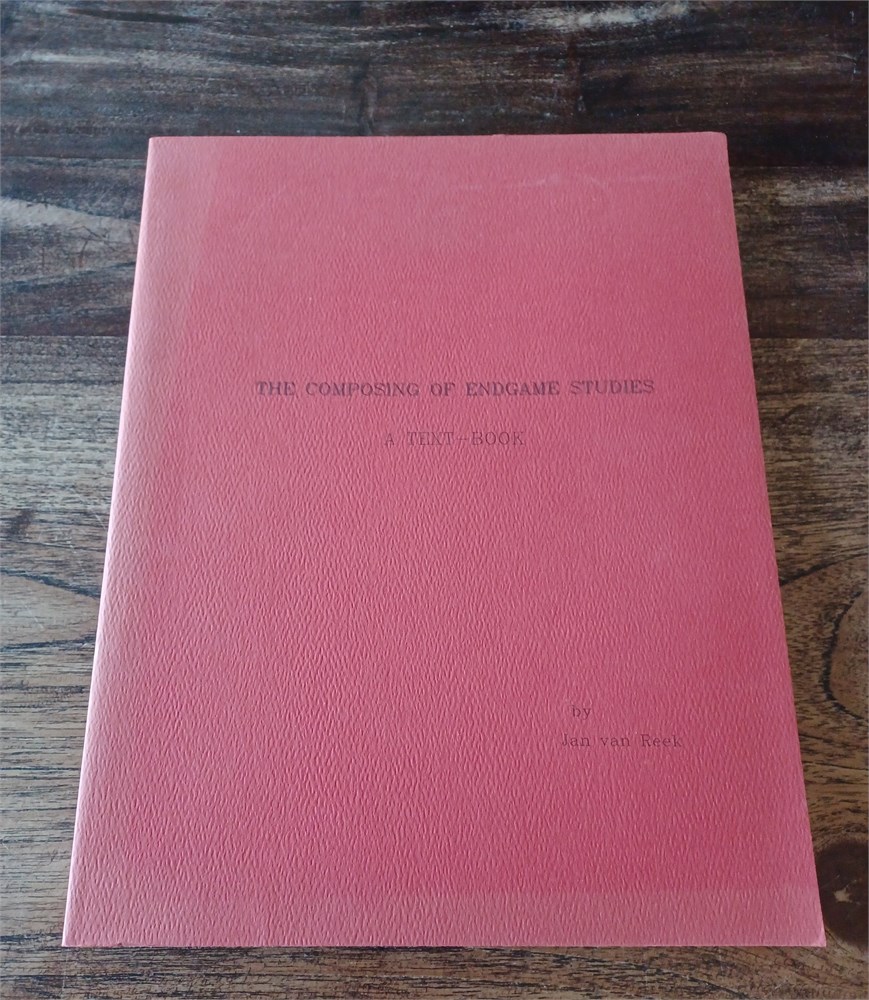 THE COMPOSING OF ENDGAME STUDIES
A TEXT-BOOK
by
Jan van Reek